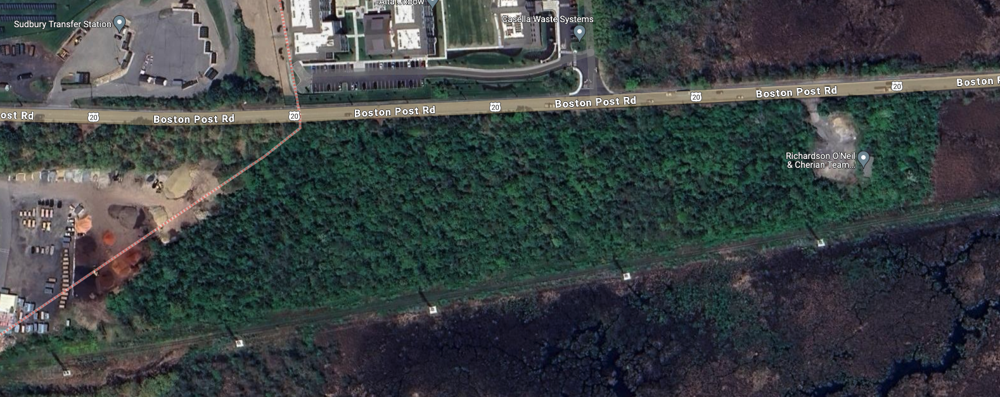 Alta Oxbow
Sudbury Transfer Station
Casella Waste Systems
Boston P
20
Boston Post Rd
20
Boston Post Rd
20
Boston Post Rd
20
Boston Post Rd
20
ost Rd
Richardson O'Neil
& Cherian Team...